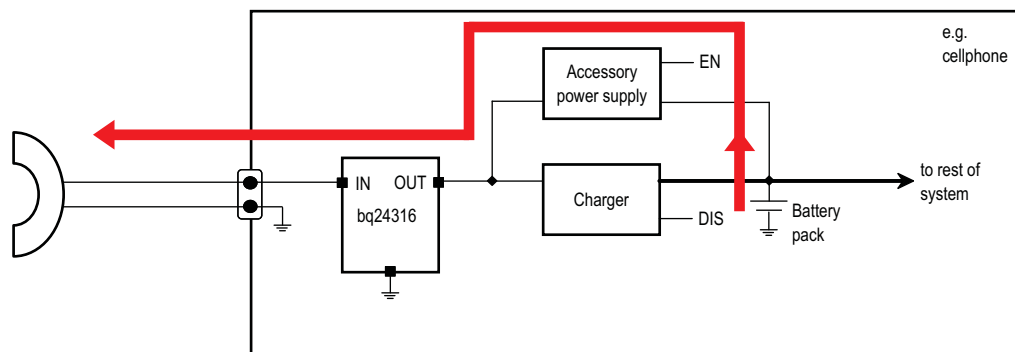 e.g.
cellphone
Accessory
power supply
EN
IN
OUT
bq24316
Charger
DIS
to rest of
system
Battery
pack